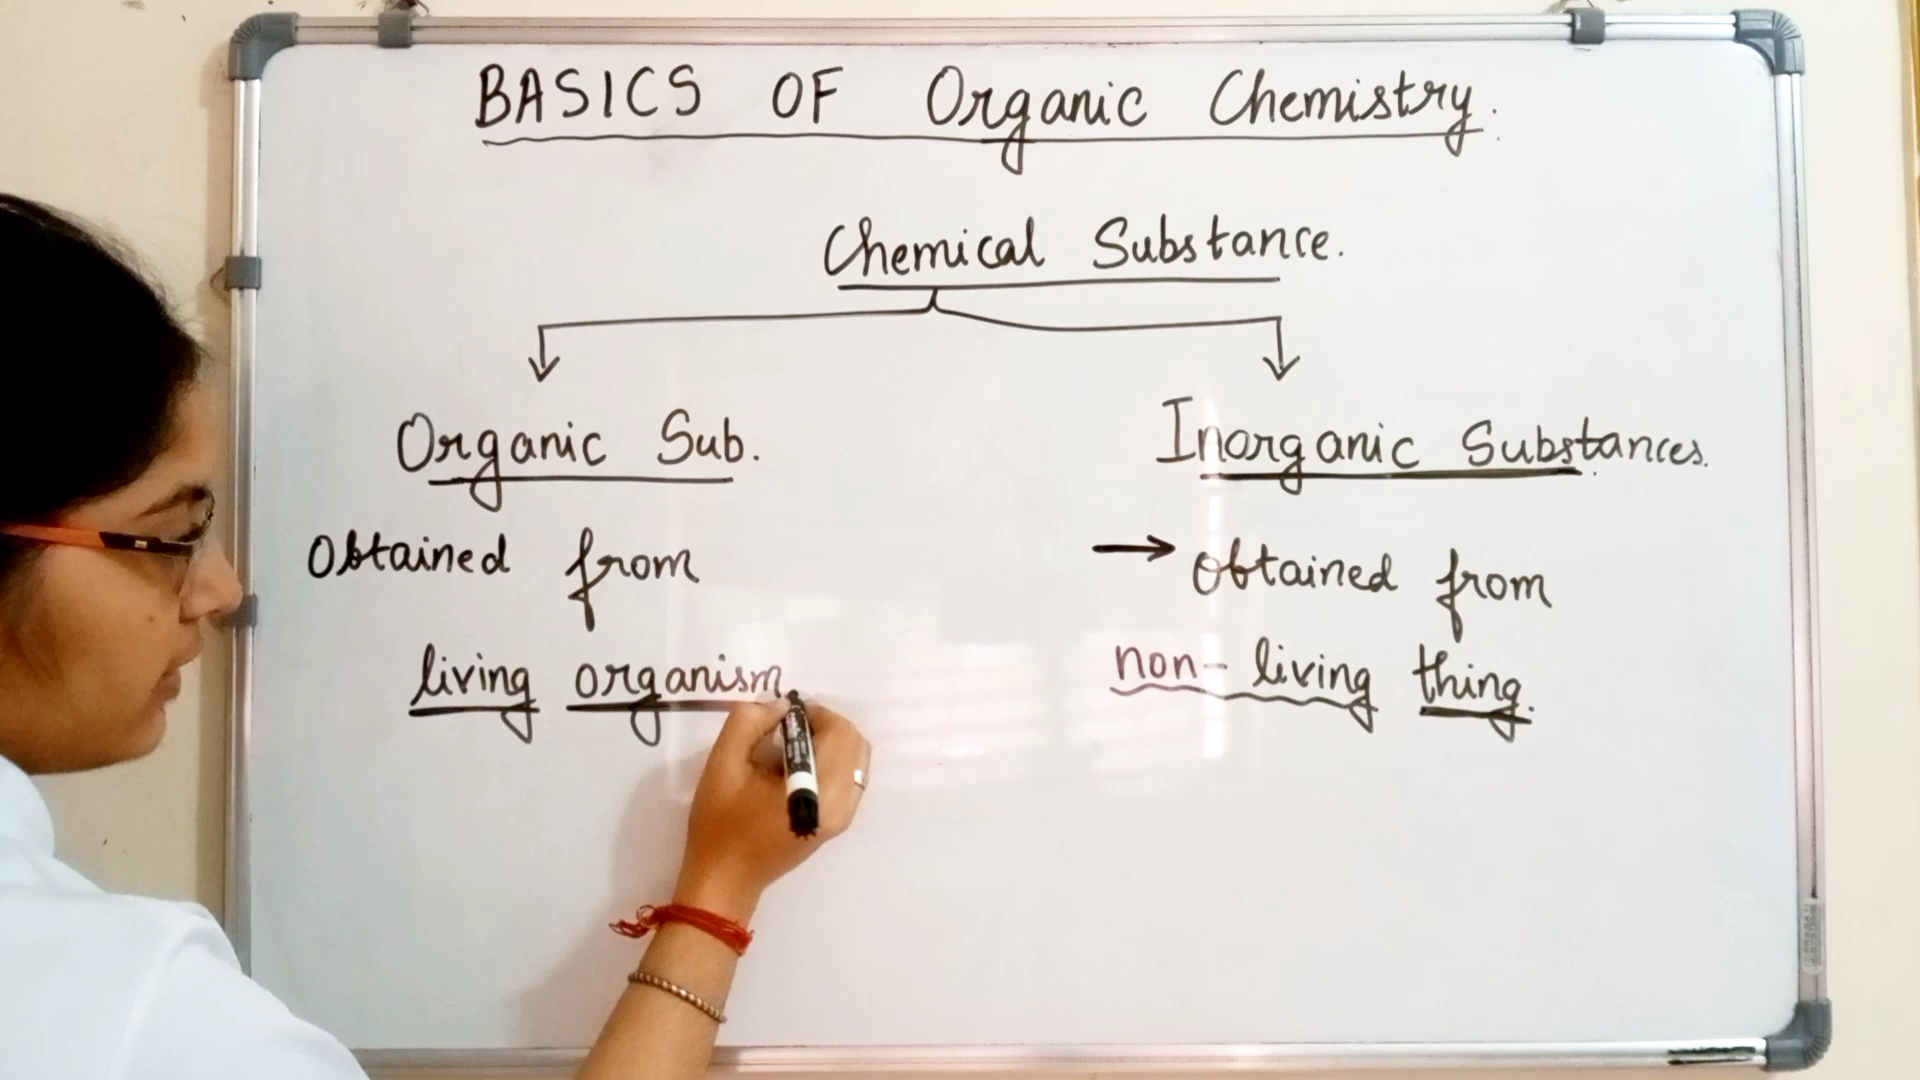 BASICS OF Organic Chemistry.
Chemical Substance.
Organic Sub.
Inorganic Substances.
Obtained from
living organism.
→ Obtained from
non-living thing.